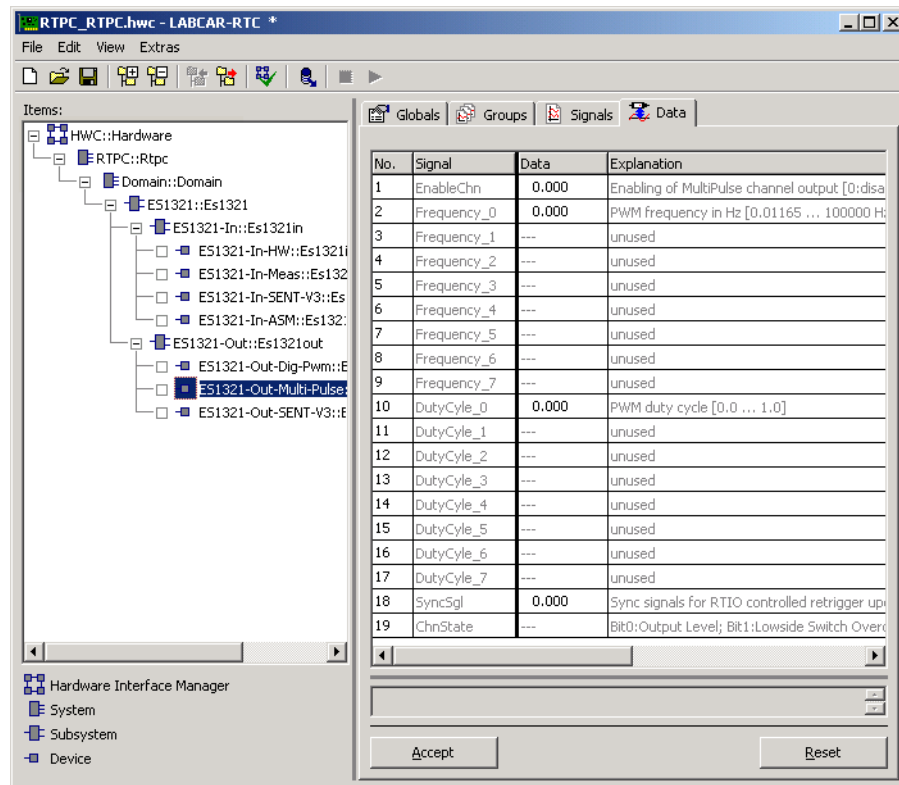 RTPC_RTPC.hwc - LABCAR-RTC *
File Edit View Extras
Items:
HWC::Hardware
RTPC::Rtpc
Domain::Domain
ES1321::Es1321
ES1321-In::Es1321in
ES1321-In-HW::Es1321i
ES1321-In-Meas::Es132
ES1321-In-SENT-V3::Es
ES1321-In-ASM::Es132:
ES1321-Out::Es1321out
ES1321-Out-Dig-Pwm::E
ES1321-Out-Multi-Pulse:
ES1321-Out-SENT-V3::E
Hardware Interface Manager
System
Subsystem
Device
Globals Groups Signals Data
No. Signal Data Explanation
1 EnableChn 0.000 Enabling of MultiPulse channel output [0:disa
2 Frequency_0 0.000 PWM frequency in Hz [0.01165 ... 100000 H
3 Frequency_1 --- unused
4 Frequency_2 --- unused
5 Frequency_3 --- unused
6 Frequency_4 --- unused
7 Frequency_5 --- unused
8 Frequency_6 --- unused
9 Frequency_7 --- unused
10 DutyCyle_0 0.000 PWM duty cycle [0.0 ... 1.0]
11 DutyCyle_1 --- unused
12 DutyCyle_2 --- unused
13 DutyCyle_3 --- unused
14 DutyCyle_4 --- unused
15 DutyCyle_5 --- unused
16 DutyCyle_6 --- unused
17 DutyCyle_7 --- unused
18 SyncSgl 0.000 Sync signals for RTIO controlled retrigger up
19 ChnState --- Bit0:Output Level; Bit1:Lowside Switch Over
Accept Reset